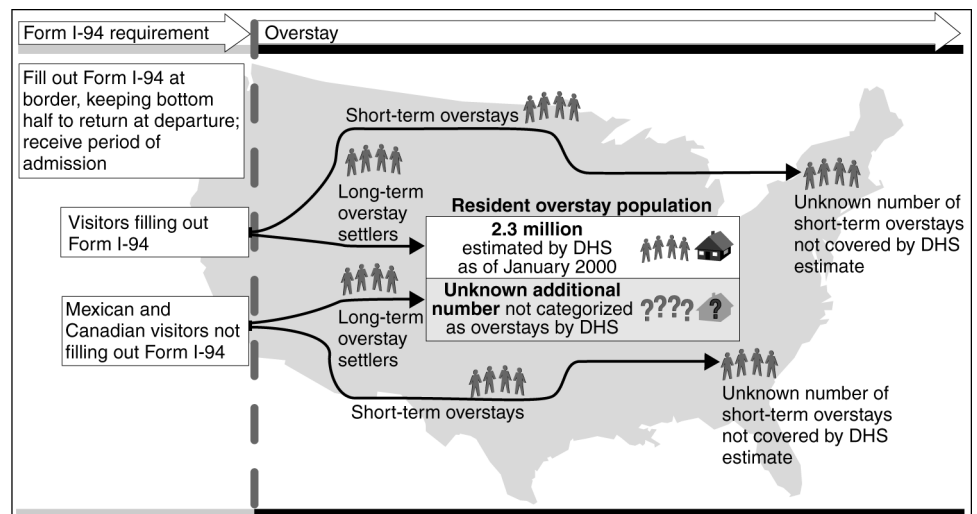 Form I-94 requirement
Overstay
Fill out Form I-94 at
border, keeping bottom
half to return at departure;
receive period of
admission
Short-term overstays
Long-term
overstay
settlers
Visitors filling out
Form I-94
Resident overstay population
2.3 million
estimated by DHS
as of January 2000
Unknown number of
short-term overstays
not covered by DHS
estimate
Unknown additional
number not categorized
as overstays by DHS
???? ?
Mexican and
Canadian visitors not
filling out Form I-94
Long-term
overstay
settlers
Short-term overstays
Unknown number of
short-term overstays
not covered by DHS
estimate